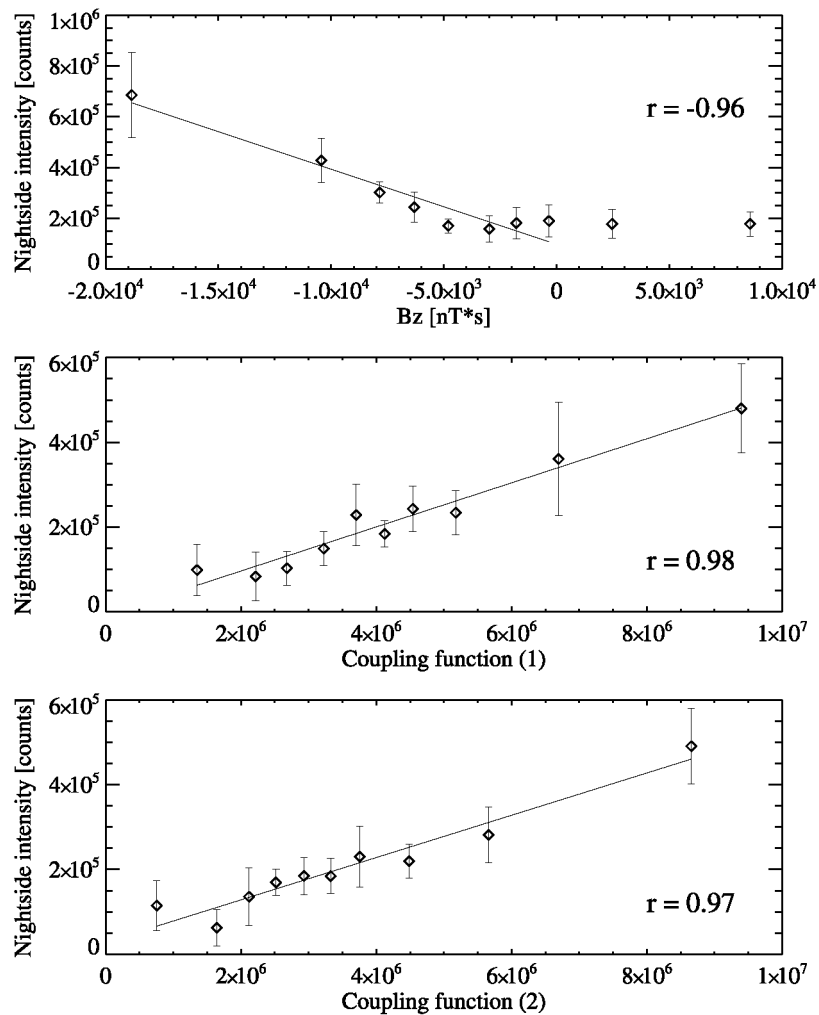 1×10⁶
8×10⁵
6×10⁵
4×10⁵
2×10⁵
0
Nightside intensity [counts]
r = -0.96
-2.0×10⁴ -1.5×10⁴ -1.0×10⁴ -5.0×10³ 0 5.0×10³ 1.0×10⁴
Bz [nT*s]
6×10⁵
4×10⁵
2×10⁵
0
Nightside intensity [counts]
r = 0.98
0 2×10⁶ 4×10⁶ 6×10⁶ 8×10⁶ 1×10⁷
Coupling function (1)
6×10⁵
4×10⁵
2×10⁵
0
Nightside intensity [counts]
r = 0.97
0 2×10⁶ 4×10⁶ 6×10⁶ 8×10⁶ 1×10⁷
Coupling function (2)